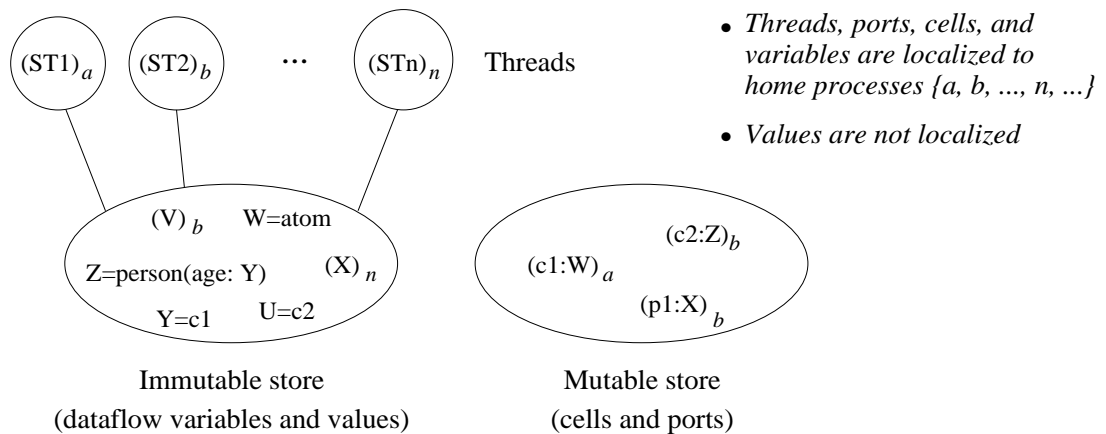 (ST1)a (ST2)b ... (STn)n Threads
• Threads, ports, cells, and
variables are localized to
home processes {a, b, ..., n, ...}
• Values are not localized
(V)b W=atom
Z=person(age: Y) (X)n
Y=c1 U=c2
(c2:Z)b
(c1:W)a
(p1:X)b
Immutable store
(dataflow variables and values)
Mutable store
(cells and ports)